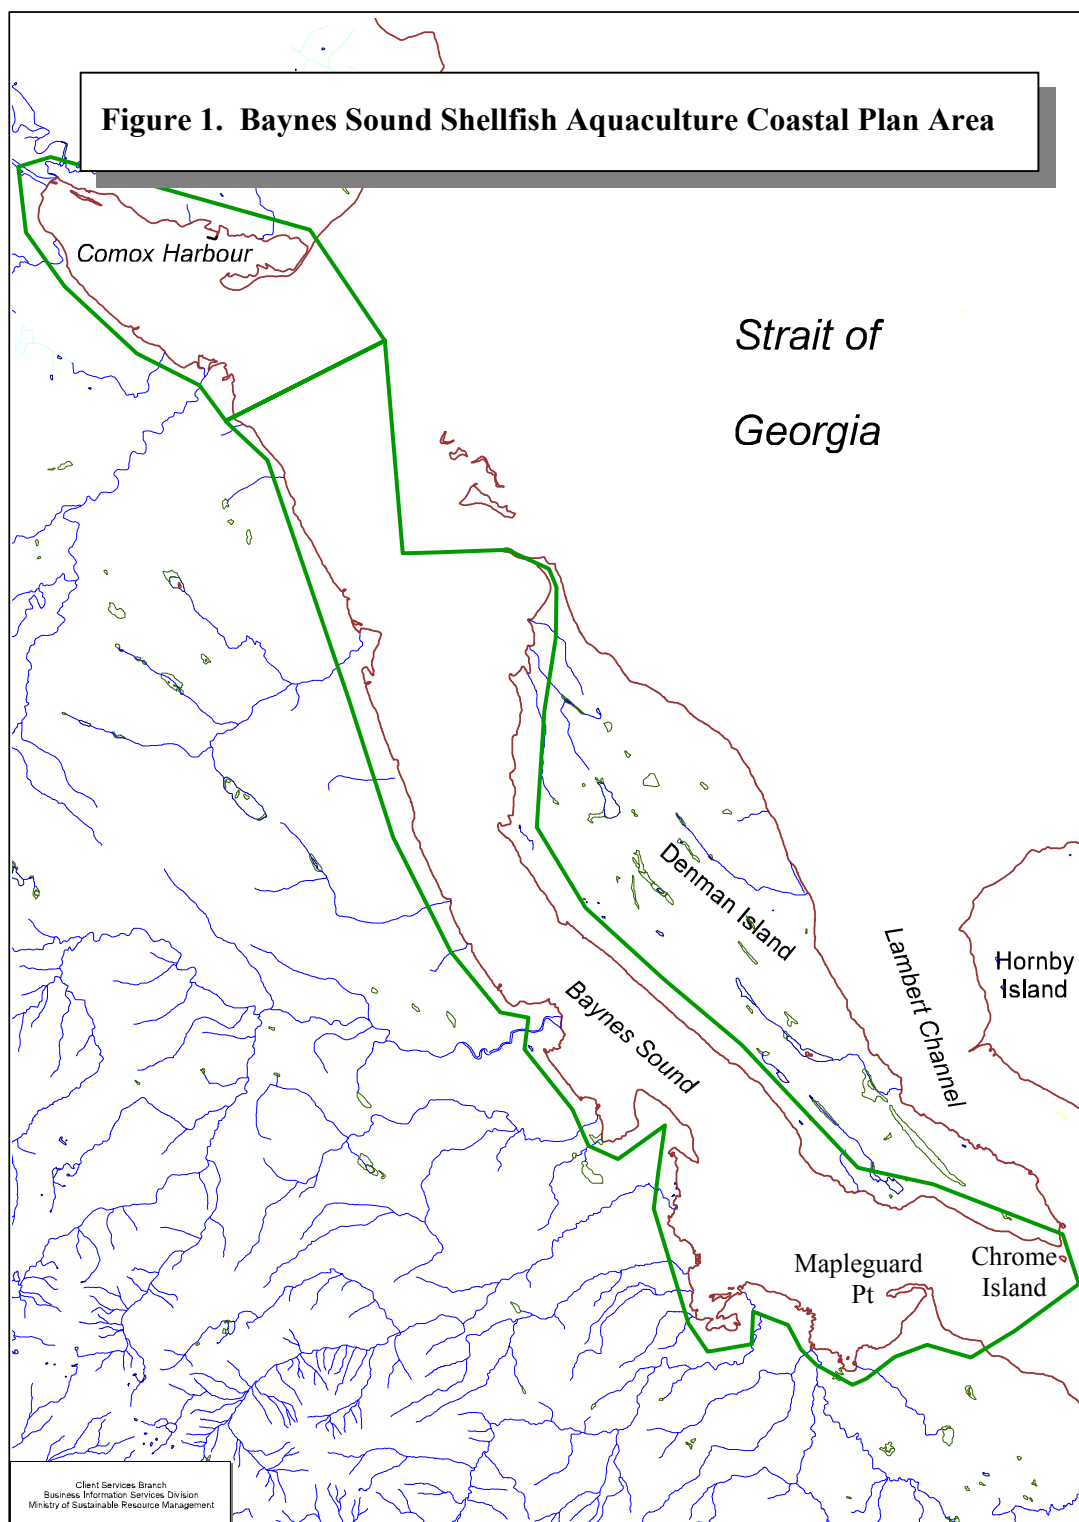 Figure 1.  Baynes Sound Shellfish Aquaculture Coastal Plan Area
Comox Harbour
Strait of
Georgia
Denman Island
Lambert Channel
Hornby
Island
Baynes Sound
Mapleguard
Pt
Chrome
Island
Client Services Branch
Business Information Services Division
Ministry of Sustainable Resource Management